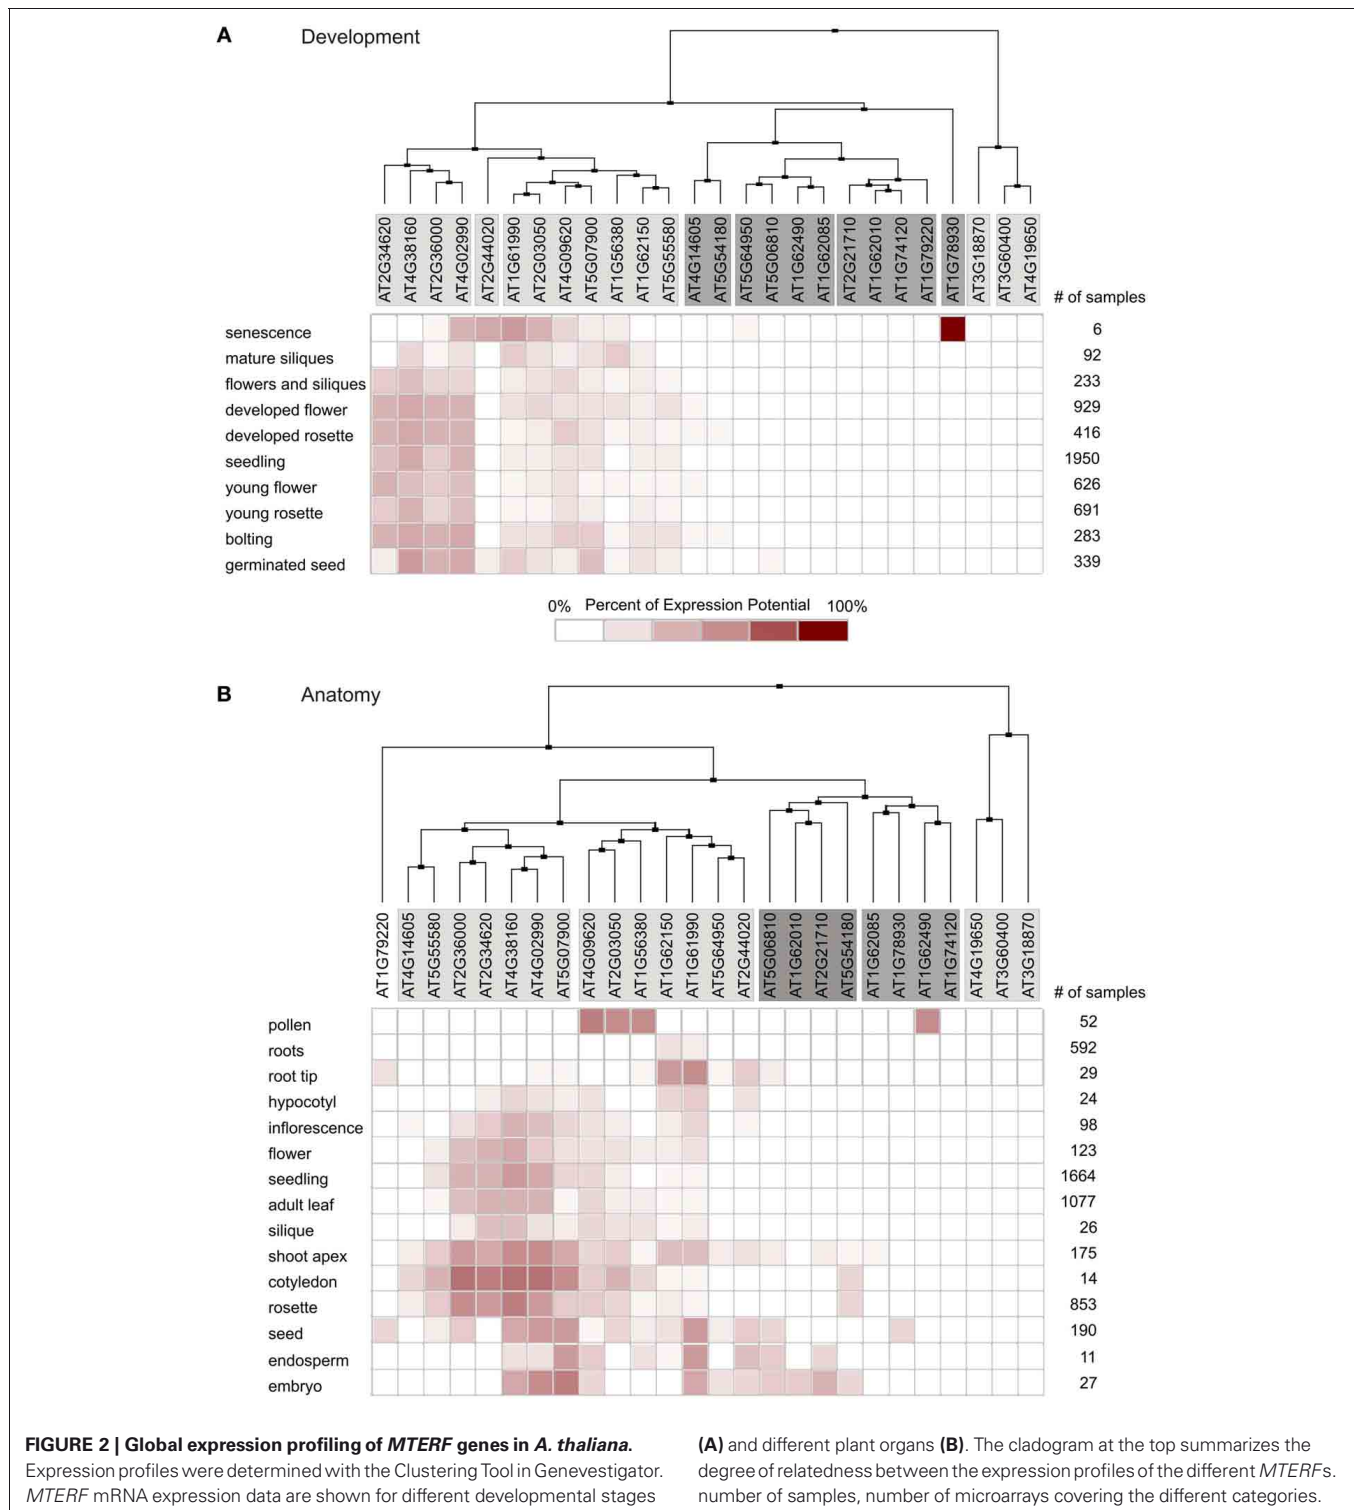 A Development
AT2G34620
AT4G38160
AT2G36000
AT4G02990
AT2G44020
AT1G61990
AT2G03050
AT4G09620
AT5G07900
AT1G56380
AT1G62150
AT5G55580
AT4G14605
AT5G54180
AT5G64950
AT5G06810
AT1G62490
AT1G62085
AT2G21710
AT1G62010
AT1G74120
AT1G79220
AT1G78930
AT3G18870
AT3G60400
AT4G19650
# of samples
senescence 6
mature siliques 92
flowers and siliques 233
developed flower 929
developed rosette 416
seedling 1950
young flower 626
young rosette 691
bolting 283
germinated seed 339
0% Percent of Expression Potential 100%
B Anatomy
AT1G79220
AT4G14605
AT5G55580
AT2G36000
AT2G34620
AT4G38160
AT4G02990
AT5G07900
AT4G09620
AT2G03050
AT1G56380
AT1G62150
AT1G61990
AT5G64950
AT2G44020
AT5G06810
AT1G62010
AT2G21710
AT5G54180
AT1G62085
AT1G78930
AT1G62490
AT1G74120
AT4G19650
AT3G60400
AT3G18870
# of samples
pollen 52
roots 592
root tip 29
hypocotyl 24
inflorescence 98
flower 123
seedling 1664
adult leaf 1077
silique 26
shoot apex 175
cotyledon 14
rosette 853
seed 190
endosperm 11
embryo 27
FIGURE 2 | Global expression profiling of MTERF genes in A. thaliana.
Expression profiles were determined with the Clustering Tool in Genevestigator.
MTERF mRNA expression data are shown for different developmental stages
(A) and different plant organs (B). The cladogram at the top summarizes the
degree of relatedness between the expression profiles of the different MTERFs.
number of samples, number of microarrays covering the different categories.